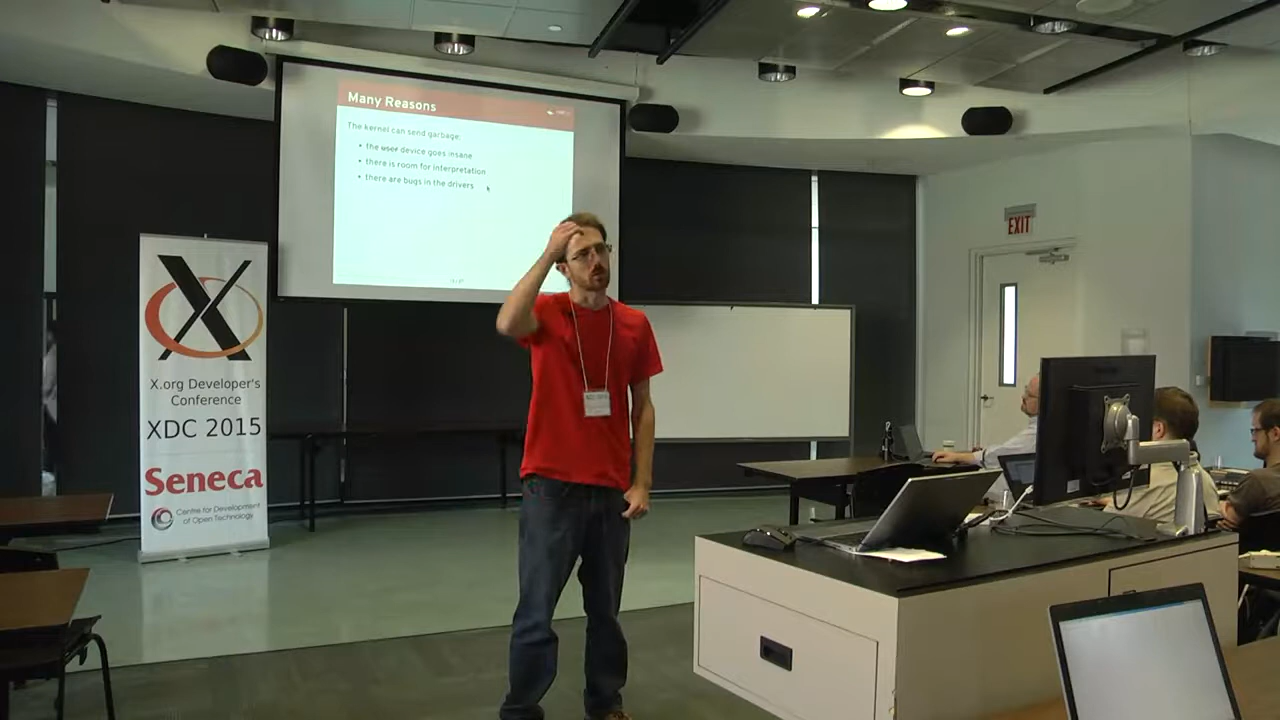 Many Reasons
The kernel can send garbage:
• the user device goes insane
• there is room for interpretation
• there are bugs in the drivers
EXIT
X.org Developer's
Conference
XDC 2015
Seneca
Centre for Development
of Open Technology